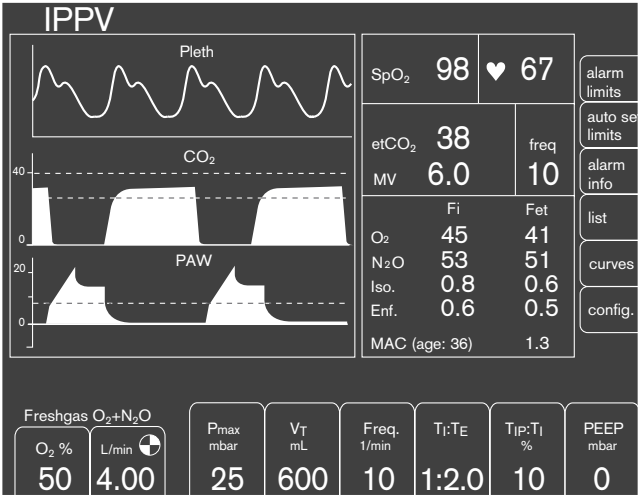 IPPV
Pleth
CO₂
40
0
PAW
20
0
SpO₂ 98 ♥ 67
etCO₂ 38 freq
MV 6.0 10
Fi Fet
O₂ 45 41
N₂O 53 51
Iso. 0.8 0.6
Enf. 0.6 0.5
MAC (age: 36) 1.3
alarm
limits
auto se
limits
alarm
info
list
curves
config.
Freshgas O₂+N₂O
O₂ % L/min
50 4.00
Pmax VT Freq. TI:TE TIP:TI PEEP
mbar mL 1/min % mbar
25 600 10 1:2.0 10 0